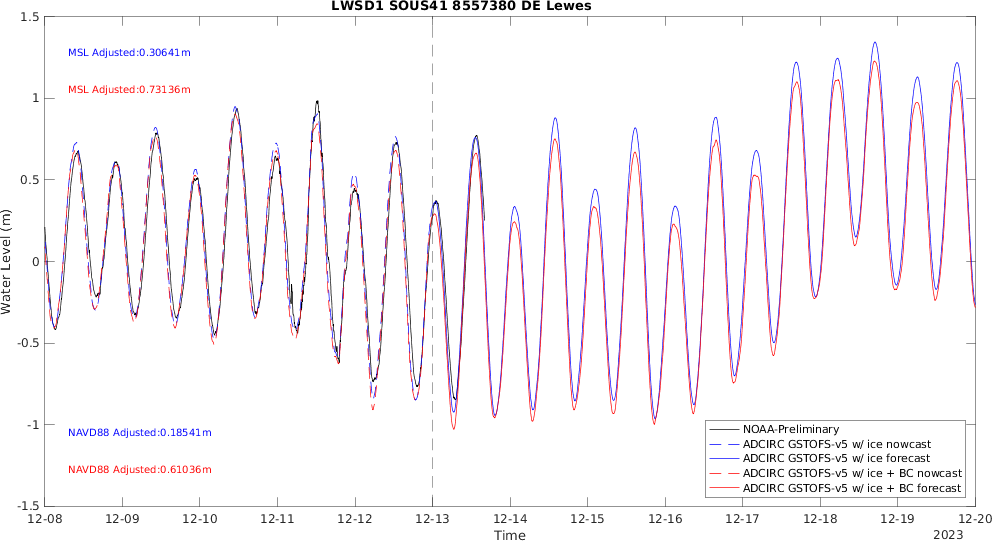 LWSD1 SOUS41 8557380 DE Lewes
1.5
1
0.5
0
-0.5
-1
-1.5
Water Level (m)
MSL Adjusted:0.30641m
MSL Adjusted:0.73136m
NAVD88 Adjusted:0.18541m
NAVD88 Adjusted:0.61036m
NOAA-Preliminary
ADCIRC GSTOFS-v5 w/ ice nowcast
ADCIRC GSTOFS-v5 w/ ice forecast
ADCIRC GSTOFS-v5 w/ ice + BC nowcast
ADCIRC GSTOFS-v5 w/ ice + BC forecast
12-08 12-09 12-10 12-11 12-12 12-13 12-14 12-15 12-16 12-17 12-18 12-19 12-20
Time
2023